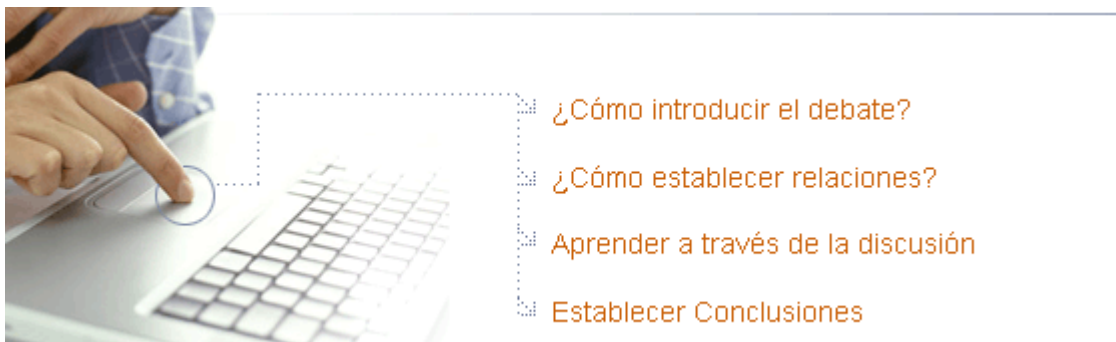 ¿Cómo introducir el debate?
¿Cómo establecer relaciones?
Aprender a través de la discusión
Establecer Conclusiones